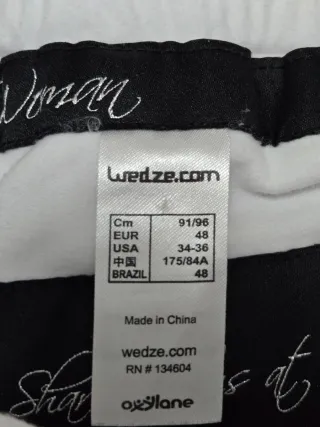 Woman
wedze.com
Cm 91/96
EUR 48
USA 34-36
中国 175/84A
BRAZIL 48
Made in China
wedze.com
RN # 134604
at
oxylane